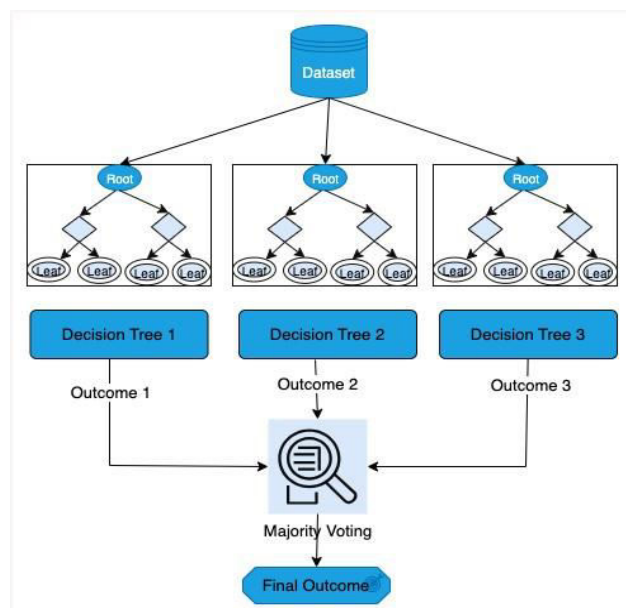 Dataset
Root
Root
Root
Leaf Leaf Leaf Leaf
Leaf Leaf Leaf Leaf
Leaf Leaf Leaf Leaf
Decision Tree 1
Decision Tree 2
Decision Tree 3
Outcome 1
Outcome 2
Outcome 3
Majority Voting
Final Outcome